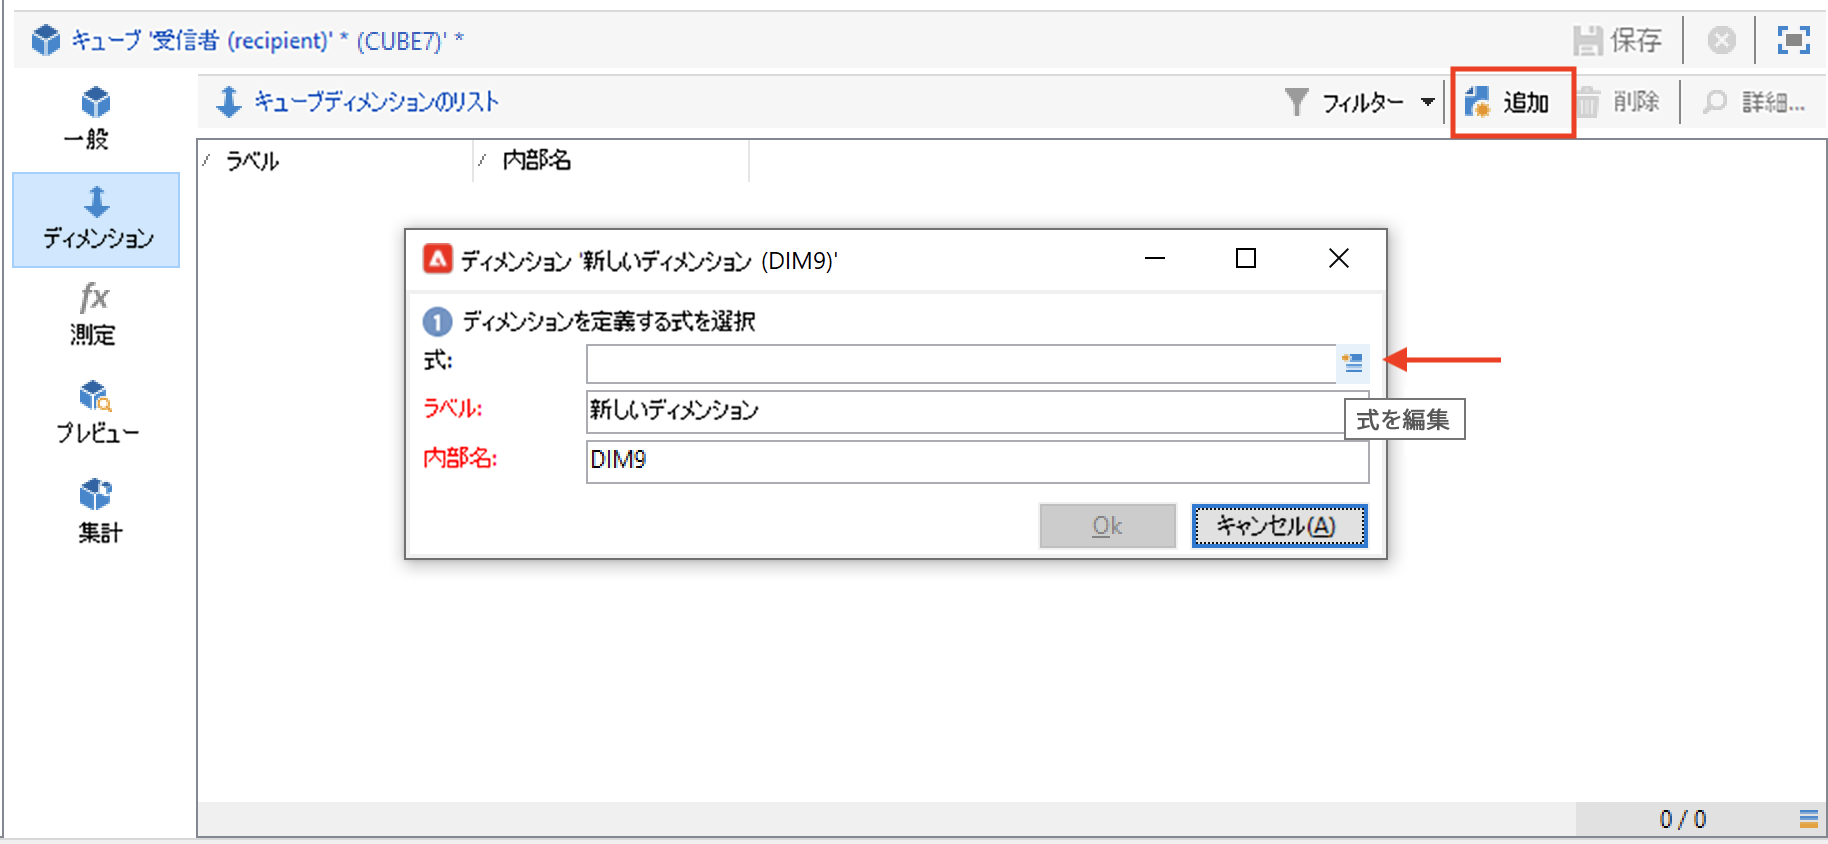 キューブ '受信者 (recipient)' * (CUBE7)' *
保存
一般
ディメンション
fx
測定
プレビュー
集計
キューブディメンションのリスト
フィルター
追加
削除
詳細...
ラベル
内部名
ディメンション '新しいディメンション (DIM9)'
1 ディメンションを定義する式を選択
式:
ラベル: 新しいディメンション
式を編集
内部名: DIM9
Ok
キャンセル(A)
0 / 0